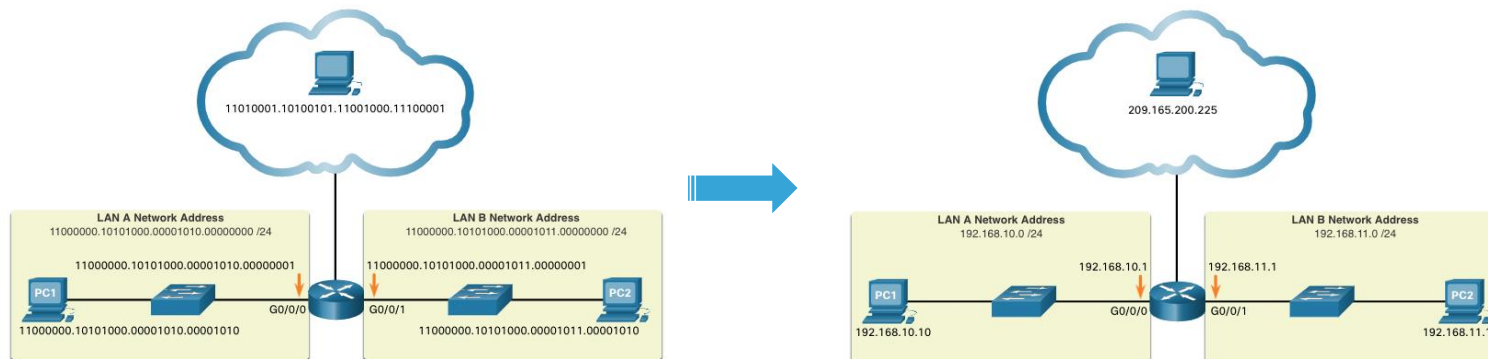 11010001.10100101.11001000.11100001
LAN A Network Address
11000000.10101000.00001010.00000000 /24
LAN B Network Address
11000000.10101000.00001011.00000000 /24
11000000.10101000.00001010.00000001
11000000.10101000.00001011.00000001
PC1
G0/0/0
G0/0/1
PC2
11000000.10101000.00001010.00001010
11000000.10101000.00001011.00001010
209.165.200.225
LAN A Network Address
192.168.10.0 /24
LAN B Network Address
192.168.11.0 /24
192.168.10.1
192.168.11.1
PC1
G0/0/0
G0/0/1
PC2
192.168.10.10